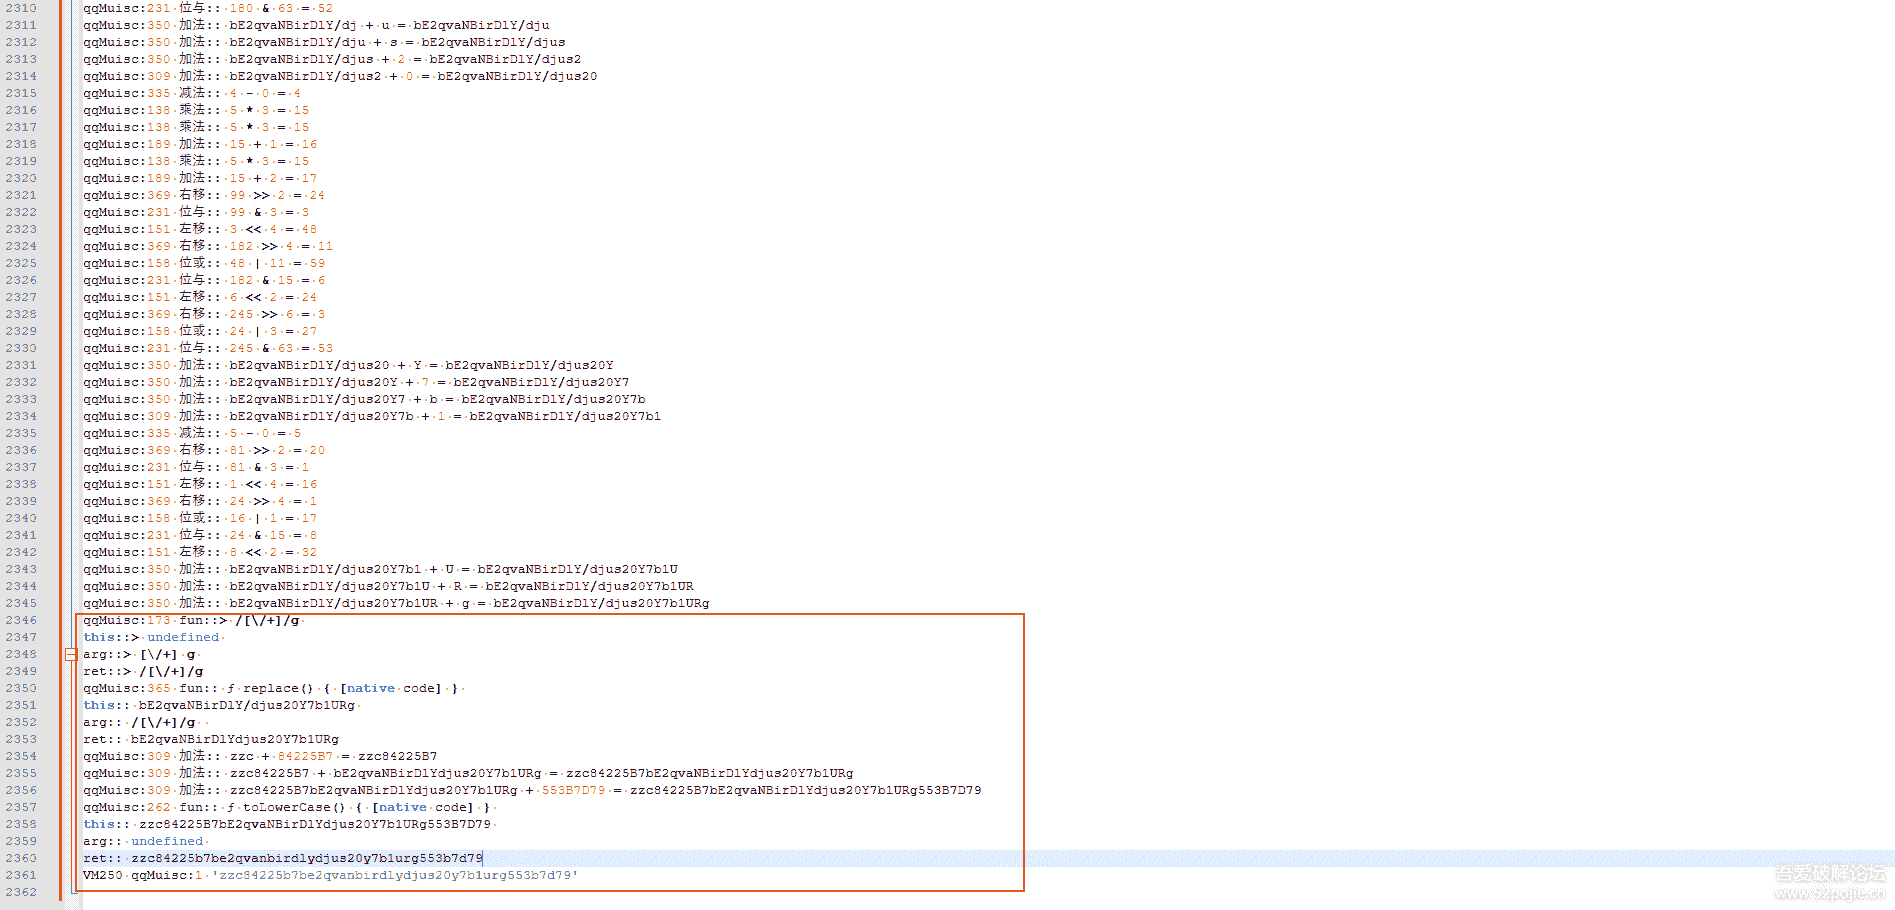 2310 qqMuisc:231 位与:: 180 & 63 = 52
2311 qqMuisc:350 加法:: bE2qvaNBirDlY/dj + u = bE2qvaNBirDlY/dju
2312 qqMuisc:350 加法:: bE2qvaNBirDlY/dju + s = bE2qvaNBirDlY/djus
2313 qqMuisc:350 加法:: bE2qvaNBirDlY/djus + 2 = bE2qvaNBirDlY/djus2
2314 qqMuisc:309 加法:: bE2qvaNBirDlY/djus2 + 0 = bE2qvaNBirDlY/djus20
2315 qqMuisc:335 减法:: 4 - 0 = 4
2316 qqMuisc:138 乘法:: 5 * 3 = 15
2317 qqMuisc:138 乘法:: 5 * 3 = 15
2318 qqMuisc:189 加法:: 15 + 1 = 16
2319 qqMuisc:138 乘法:: 5 * 3 = 15
2320 qqMuisc:189 加法:: 15 + 2 = 17
2321 qqMuisc:369 右移:: 99 >> 2 = 24
2322 qqMuisc:231 位与:: 99 & 3 = 3
2323 qqMuisc:151 左移:: 3 << 4 = 48
2324 qqMuisc:369 右移:: 182 >> 4 = 11
2325 qqMuisc:158 位或:: 48 | 11 = 59
2326 qqMuisc:231 位与:: 182 & 15 = 6
2327 qqMuisc:151 左移:: 6 << 2 = 24
2328 qqMuisc:369 右移:: 245 >> 6 = 3
2329 qqMuisc:158 位或:: 24 | 3 = 27
2330 qqMuisc:231 位与:: 245 & 63 = 53
2331 qqMuisc:350 加法:: bE2qvaNBirDlY/djus20 + Y = bE2qvaNBirDlY/djus20Y
2332 qqMuisc:350 加法:: bE2qvaNBirDlY/djus20Y + 7 = bE2qvaNBirDlY/djus20Y7
2333 qqMuisc:350 加法:: bE2qvaNBirDlY/djus20Y7 + b = bE2qvaNBirDlY/djus20Y7b
2334 qqMuisc:309 加法:: bE2qvaNBirDlY/djus20Y7b + 1 = bE2qvaNBirDlY/djus20Y7b1
2335 qqMuisc:335 减法:: 5 - 0 = 5
2336 qqMuisc:369 右移:: 81 >> 2 = 20
2337 qqMuisc:231 位与:: 81 & 3 = 1
2338 qqMuisc:151 左移:: 1 << 4 = 16
2339 qqMuisc:369 右移:: 24 >> 4 = 1
2340 qqMuisc:158 位或:: 16 | 1 = 17
2341 qqMuisc:231 位与:: 24 & 15 = 8
2342 qqMuisc:151 左移:: 8 << 2 = 32
2343 qqMuisc:350 加法:: bE2qvaNBirDlY/djus20Y7b1 + U = bE2qvaNBirDlY/djus20Y7b1U
2344 qqMuisc:350 加法:: bE2qvaNBirDlY/djus20Y7b1U + R = bE2qvaNBirDlY/djus20Y7b1UR
2345 qqMuisc:350 加法:: bE2qvaNBirDlY/djus20Y7b1UR + g = bE2qvaNBirDlY/djus20Y7b1URg
2346 qqMuisc:173 fun::> /[\/+]/g
2347 this::> undefined
2348 arg::> [\/+] g
2349 ret::> /[\/+]/g
2350 qqMuisc:365 fun:: ƒ replace() { [native code] }
2351 this:: bE2qvaNBirDlY/djus20Y7b1URg
2352 arg:: /[\/+]/g
2353 ret:: bE2qvaNBirDlYdjus20Y7b1URg
2354 qqMuisc:309 加法:: zzc + 84225B7 = zzc84225B7
2355 qqMuisc:309 加法:: zzc84225B7 + bE2qvaNBirDlYdjus20Y7b1URg = zzc84225B7bE2qvaNBirDlYdjus20Y7b1URg
2356 qqMuisc:309 加法:: zzc84225B7bE2qvaNBirDlYdjus20Y7b1URg + 553B7D79 = zzc84225B7bE2qvaNBirDlYdjus20Y7b1URg553B7D79
2357 qqMuisc:262 fun:: ƒ toLowerCase() { [native code] }
2358 this:: zzc84225B7bE2qvaNBirDlYdjus20Y7b1URg553B7D79
2359 arg:: undefined
2360 ret:: zzc84225b7be2qvanbirdlydjus20y7b1urg553b7d79
2361 VM250 qqMuisc:1 'zzc84225b7be2qvanbirdlydjus20y7b1urg553b7d79'
2362
吾爱破解论坛
www.52pojie.cn